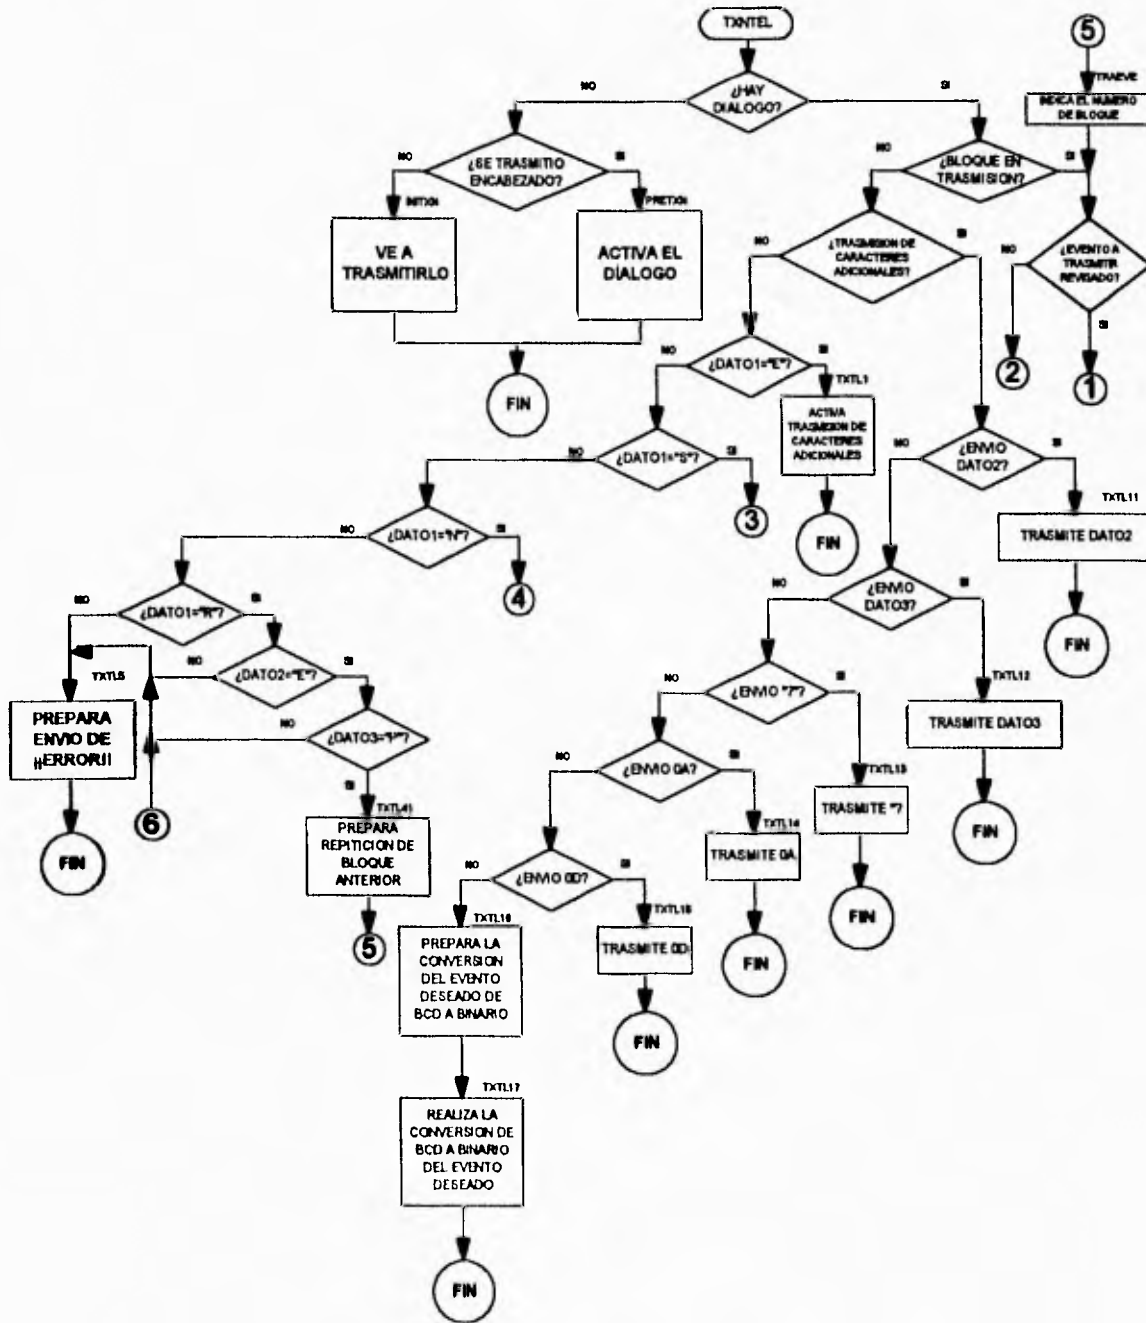 TXNTEL
5
TRAEVE
¿HAY
DIALOGO?
NO
SI
INDICA EL NUMERO
DE BLOQUE
NO
¿SE TRASMITIO
ENCABEZADO?
SI
NO
¿BLOQUE EN
TRASMISION?
SI
INITXN
PRETXN
VE A
TRASMITIRLO
ACTIVA EL
DIALOGO
NO
¿TRASMISION DE
CARACTERES
ADICIONALES?
SI
NO
¿EVENTO A
TRASMITIR
REVISADO?
SI
FIN
NO
¿DATO1="E"?
SI
TXTL1
2
1
ACTIVA
TRASMISION DE
CARACTERES
ADICIONALES
NO
¿DATO1="S"?
SI
NO
¿ENVIO
DATO2?
SI
3
FIN
TXTL11
TRASMITE DATO2
NO
¿DATO1="N"?
SI
4
NO
¿ENVIO
DATO3?
SI
FIN
NO
¿DATO1="R"?
SI
NO
¿DATO2="E"?
SI
TXTL5
PREPARA
ENVIO DE
¡¡ERROR!!
NO
¿DATO3="P"?
SI
NO
¿ENVIO "?"?
SI
TXTL12
TRASMITE DATO3
6
FIN
TXTL41
PREPARA
REPITICION DE
BLOQUE
ANTERIOR
5
NO
¿ENVIO 0A?
SI
TXTL13
TRASMITE "?
FIN
TXTL14
TRASMITE 0A
NO
¿ENVIO 0D?
SI
FIN
FIN
TXTL16
PREPARA LA
CONVERSION
DEL EVENTO
DESEADO DE
BCD A BINARIO
TXTL15
TRASMITE 0D
FIN
TXTL17
REALIZA LA
CONVERSION DE
BCD A BINARIO
DEL EVENTO
DESEADO
FIN